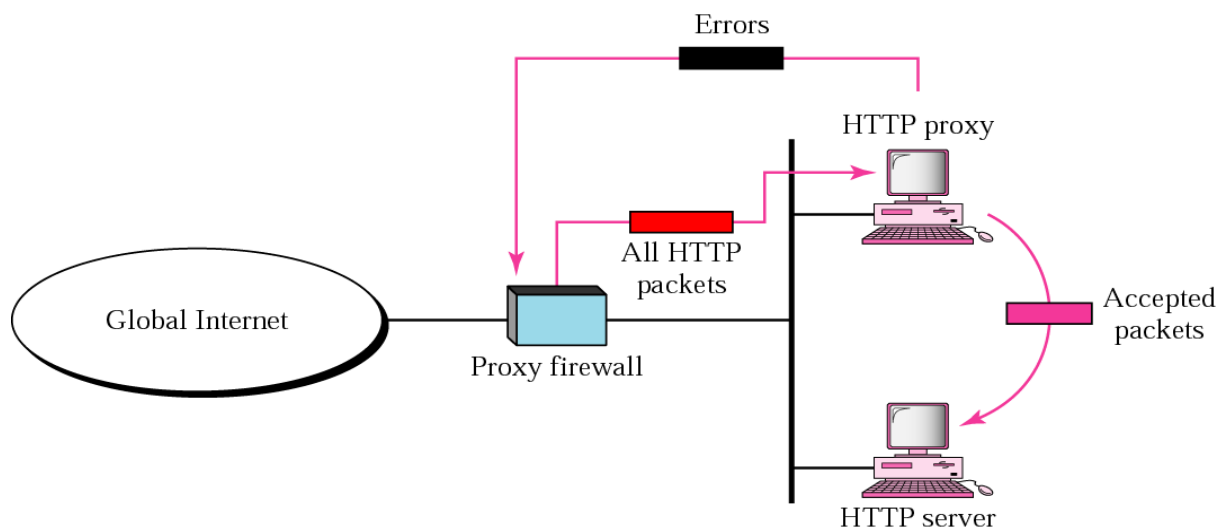 Errors
HTTP proxy
All HTTP
packets
Global Internet
Accepted
packets
Proxy firewall
HTTP server